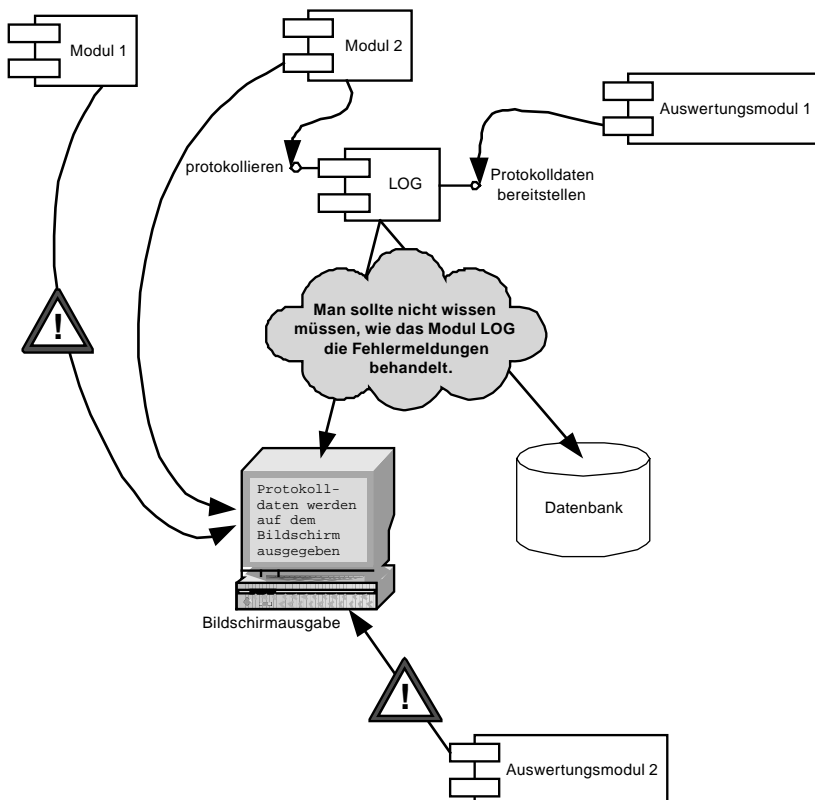 Modul 1
Modul 2
Auswertungsmodul 1
protokollieren
LOG
Protokolldaten
bereitstellen
!
Man sollte nicht wissen
müssen, wie das Modul LOG
die Fehlermeldungen
behandelt.
Protokoll-
daten werden
auf dem
Bildschirm
ausgegeben
Datenbank
Bildschirmausgabe
!
Auswertungsmodul 2